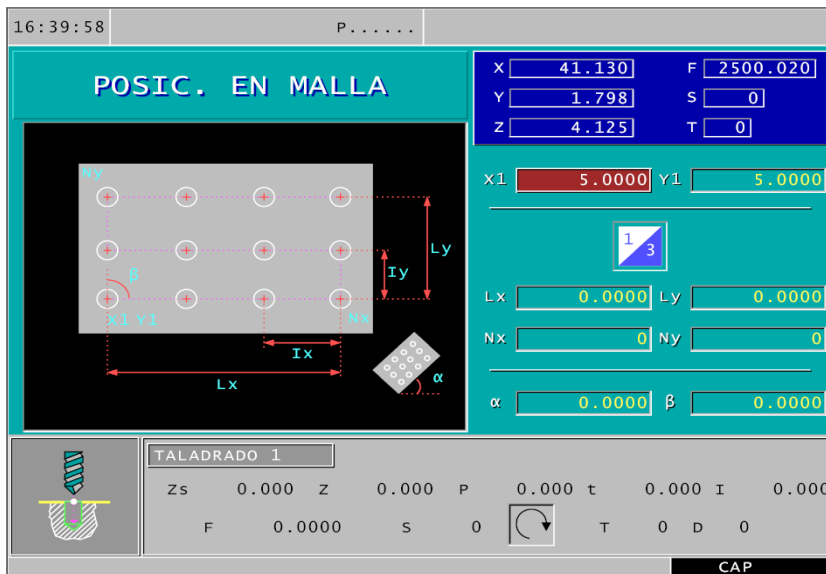 16:39:58 P......
POSIC. EN MALLA
X 41.130 F 2500.020
Y 1.798 S 0
Z 4.125 T 0
Ny
Ly
Iy
β
X1 Y1 Nx
Ix
Lx
α
X1 5.0000 Y1 5.0000
1
3
Lx 0.0000 Ly 0.0000
Nx 0 Ny 0
α 0.0000 β 0.0000
TALADRADO 1
Zs 0.000 Z 0.000 P 0.000 t 0.000 I 0.000
F 0.0000 S 0 T 0 D 0
CAP